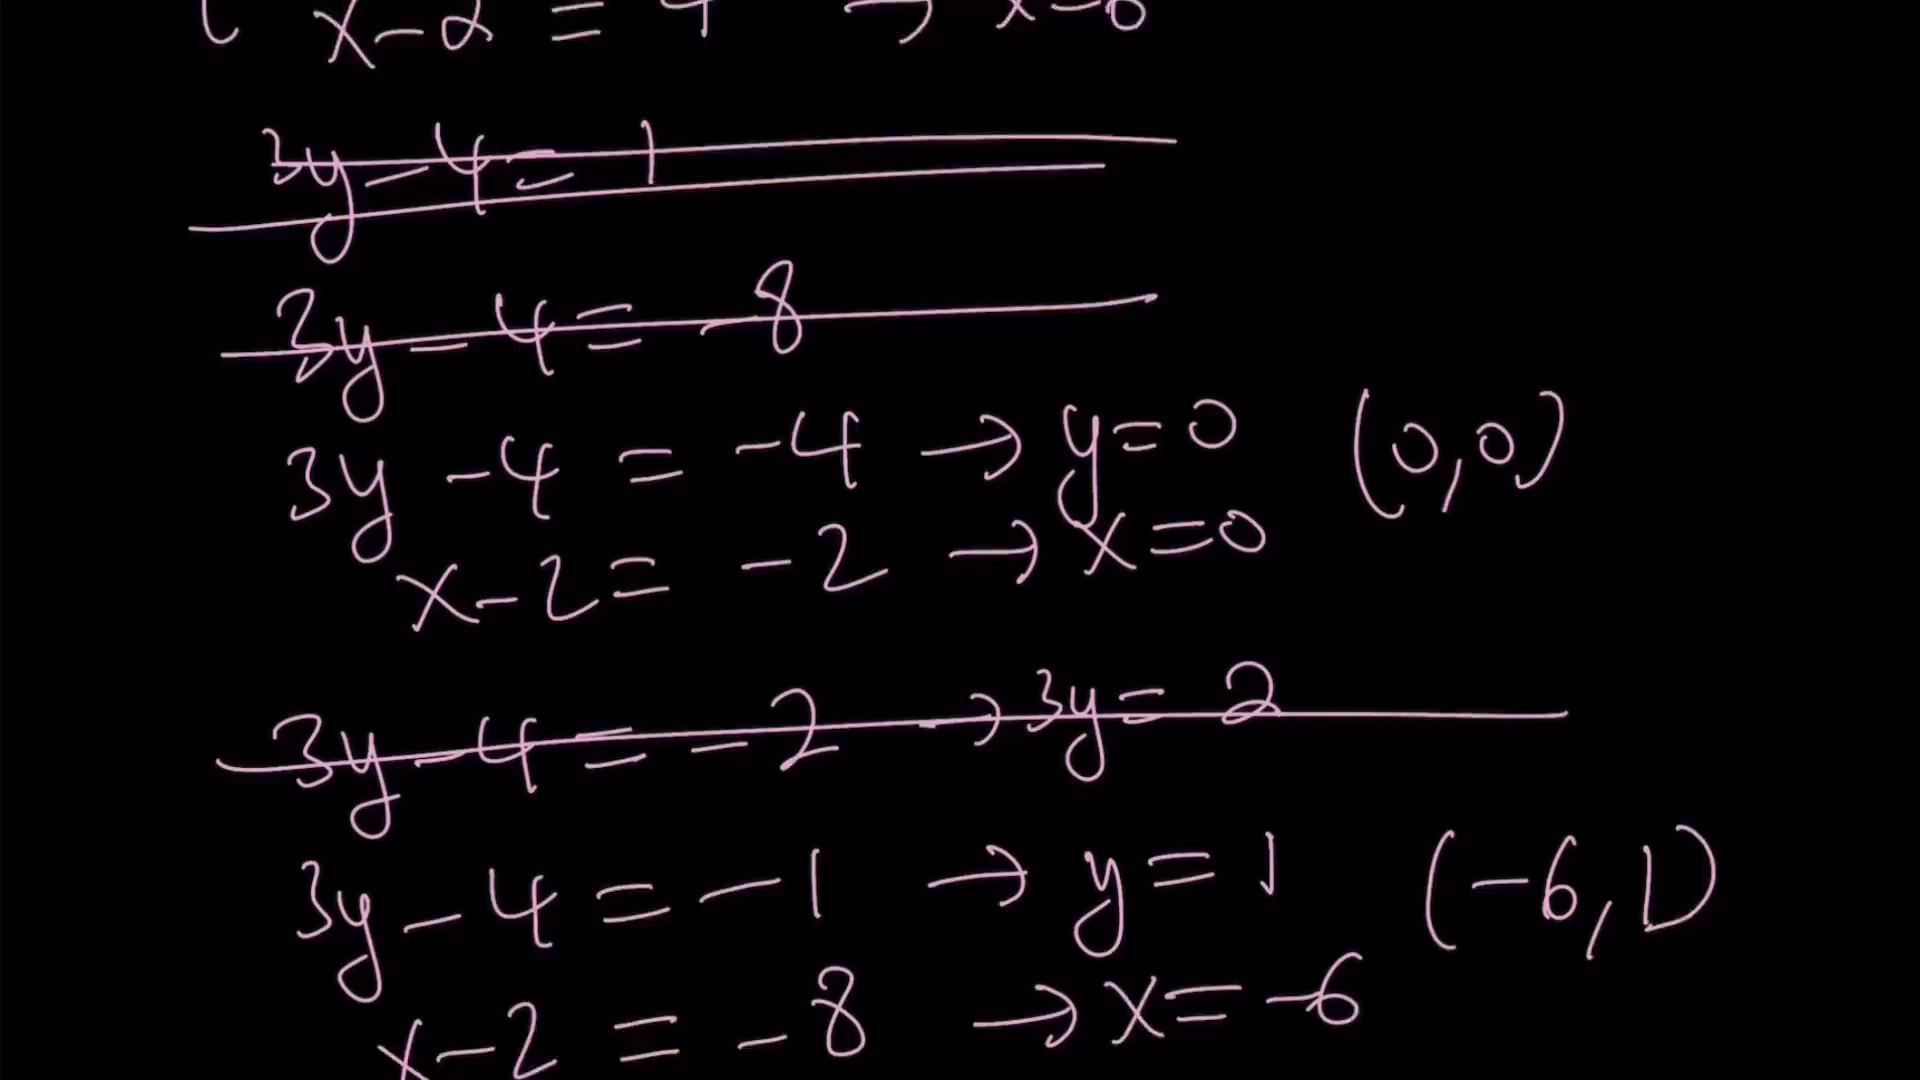 ( x-2 = 4 → x=6
3y-4=1
3y-4= -8
3y-4 = -4 → y=0 (0,0)
x-2= -2 → x=0
3y-4= -2 → 3y= 2
3y-4= -1 → y=1 (-6,1)
x-2 = -8 → x= -6